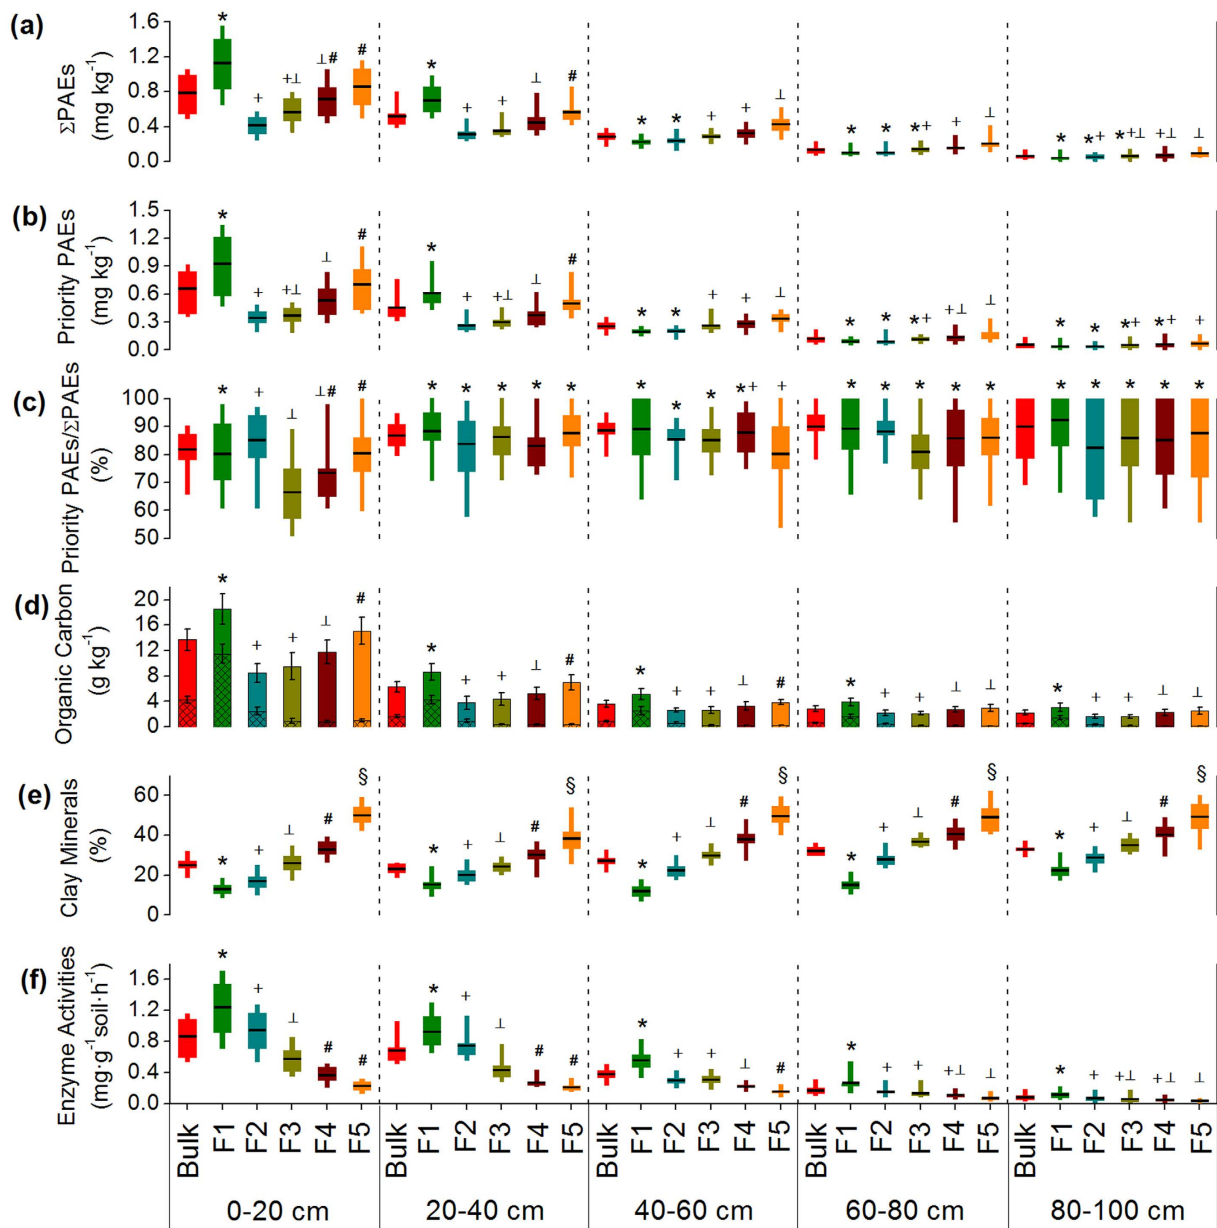 (a)
ΣPAEs
(mg kg⁻¹)
1.6
1.2
0.8
0.4
0.0
* + +⊥ ⊥# #
* + + ⊥ #
* * + + ⊥
* * *+ + ⊥
* *+ *+⊥ +⊥ ⊥
(b)
Priority PAEs
(mg kg⁻¹)
1.5
1.2
0.9
0.6
0.3
0.0
* + +⊥ ⊥ #
* + +⊥ ⊥ #
* * + + ⊥
* * *+ +⊥ ⊥
* * *+ *+ +
(c)
Priority PAEs/ΣPAEs
(%)
100
90
80
70
60
50
* + ⊥ ⊥# #
* * * * *
* * * *+ +
* * * * *
* * * * *
(d)
Organic Carbon
(g kg⁻¹)
20
16
12
8
4
0
* + + ⊥ #
* + + ⊥ #
* + + ⊥ #
* + + ⊥ ⊥
* + + ⊥ ⊥
(e)
Clay Minerals
(%)
60
40
20
0
* + ⊥ # §
* + ⊥ # §
* + ⊥ # §
* + ⊥ # §
* + ⊥ # §
(f)
Enzyme Activities
(mg·g⁻¹soil·h⁻¹)
1.6
1.2
0.8
0.4
0.0
* + ⊥ # #
* + ⊥ # #
* + + ⊥ #
* + + +⊥ ⊥
* + +⊥ +⊥ ⊥
Bulk F1 F2 F3 F4 F5 Bulk F1 F2 F3 F4 F5 Bulk F1 F2 F3 F4 F5 Bulk F1 F2 F3 F4 F5 Bulk F1 F2 F3 F4 F5
0-20 cm 20-40 cm 40-60 cm 60-80 cm 80-100 cm